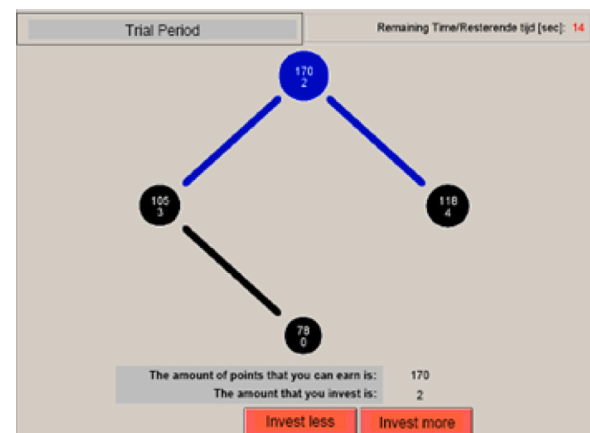 Trial Period
Remaining Time/Resterende tijd [sec]: 14
170
2
105
3
118
4
78
0
The amount of points that you can earn is: 170
The amount that you invest is: 2
Invest less Invest more